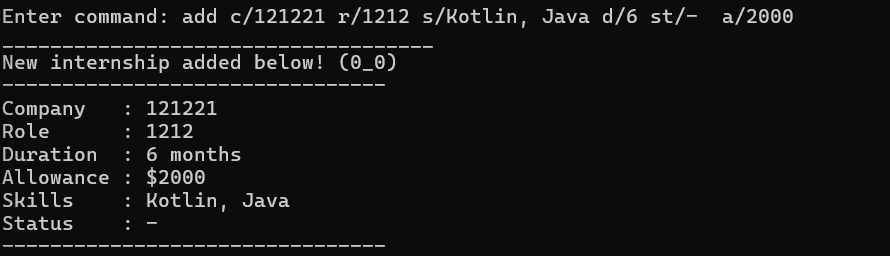 Enter command: add c/121221 r/1212 s/Kotlin, Java d/6 st/-  a/2000
____________________________________
New internship added below! (0_0)
--------------------------------
Company   : 121221
Role      : 1212
Duration  : 6 months
Allowance : $2000
Skills    : Kotlin, Java
Status    : -
--------------------------------